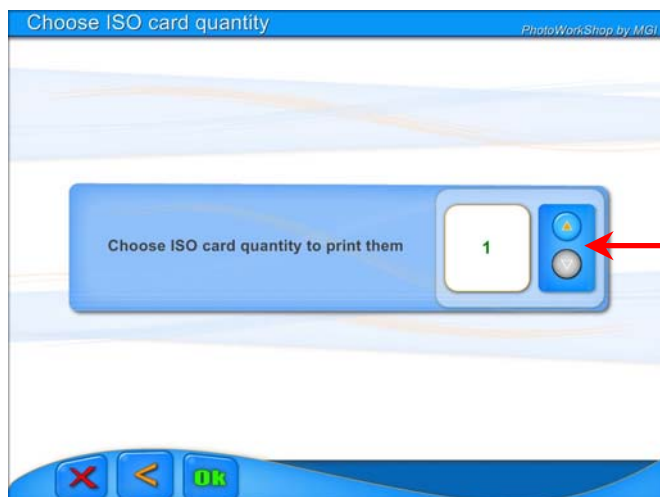 Choose ISO card quantity
PhotoWorkShop by MGI
Choose ISO card quantity to print them
1
Ok